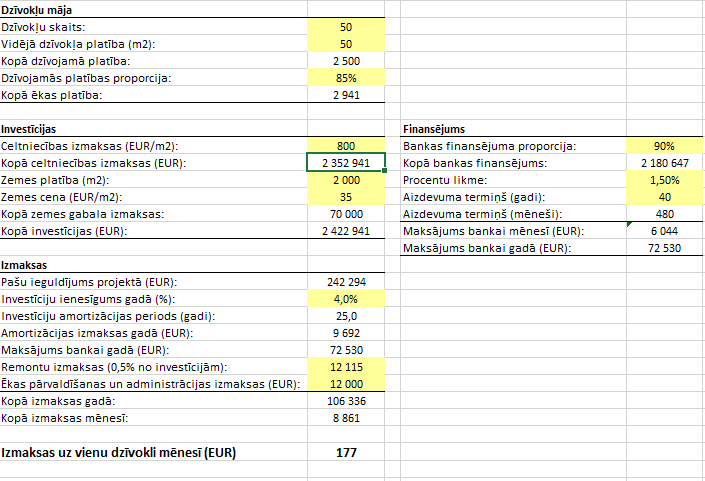 Dzīvokļu māja
Dzīvokļu skaits: 50
Vidējā dzīvokļa platība (m2): 50
Kopā dzīvojamā platība: 2 500
Dzīvojamās platības proporcija: 85%
Kopā ēkas platība: 2 941
Investīcijas
Celtniecības izmaksas (EUR/m2): 800
Kopā celtniecības izmaksas (EUR): 2 352 941
Zemes platība (m2): 2 000
Zemes cena (EUR/m2): 35
Kopā zemes gabala izmaksas: 70 000
Kopā investīcijas (EUR): 2 422 941
Finansējums
Bankas finansējuma proporcija: 90%
Kopā bankas finansējums: 2 180 647
Procentu likme: 1,50%
Aizdevuma termiņš (gadi): 40
Aizdevuma termiņš (mēneši): 480
Maksājums bankai mēnesī (EUR): 6 044
Maksājums bankai gadā (EUR): 72 530
Izmaksas
Pašu ieguldījums projektā (EUR): 242 294
Investīciju ienesīgums gadā (%): 4,0%
Investīciju amortizācijas periods (gadi): 25,0
Amortizācijas izmaksas gadā (EUR): 9 692
Maksājums bankai gadā (EUR): 72 530
Remontu izmaksas (0,5% no investīcijām): 12 115
Ēkas pārvaldīšanas un administrācijas izmaksas (EUR): 12 000
Kopā izmaksas gadā: 106 336
Kopā izmaksas mēnesī: 8 861
Izmaksas uz vienu dzīvokli mēnesī (EUR) 177